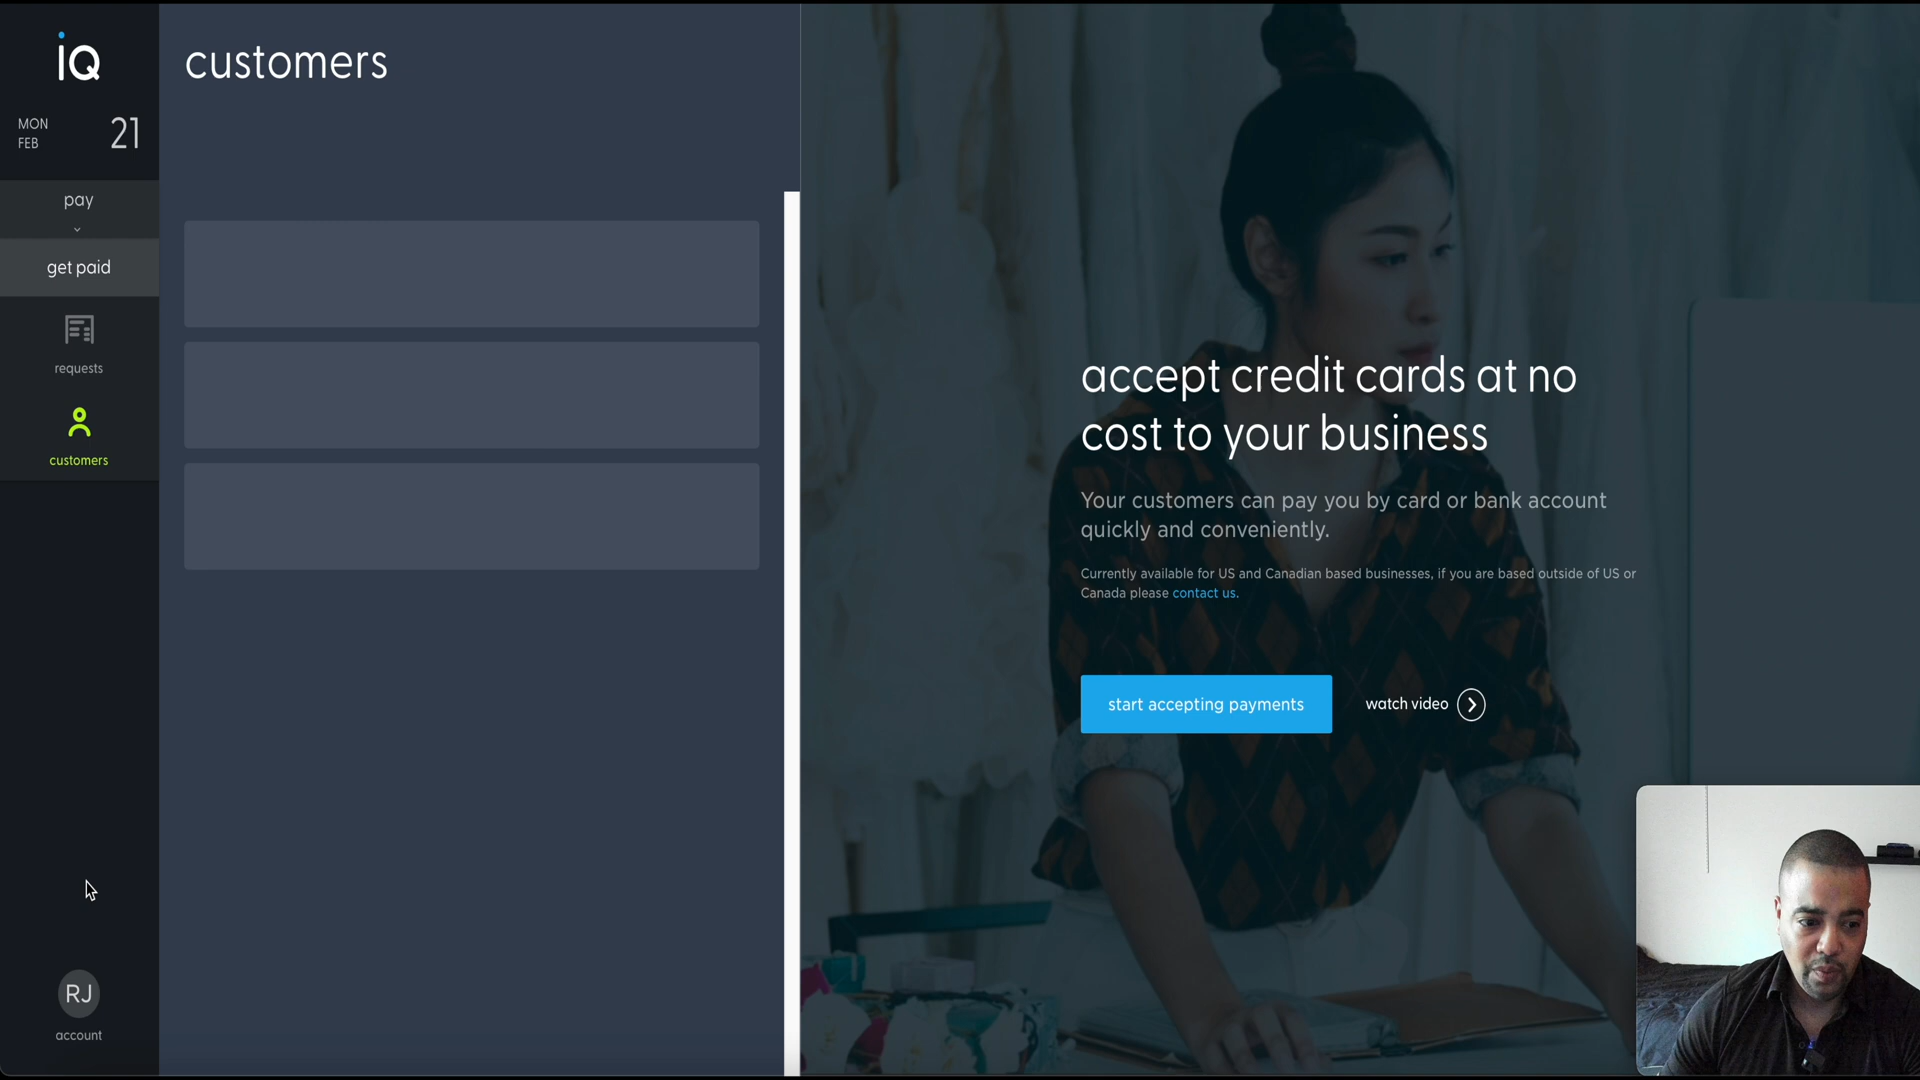 iQ
MON
FEB
21
pay
get paid
requests
customers
RJ
account
customers
accept credit cards at no
cost to your business
Your customers can pay you by card or bank account
quickly and conveniently.
Currently available for US and Canadian based businesses, if you are based outside of US or
Canada please contact us.
start accepting payments
watch video